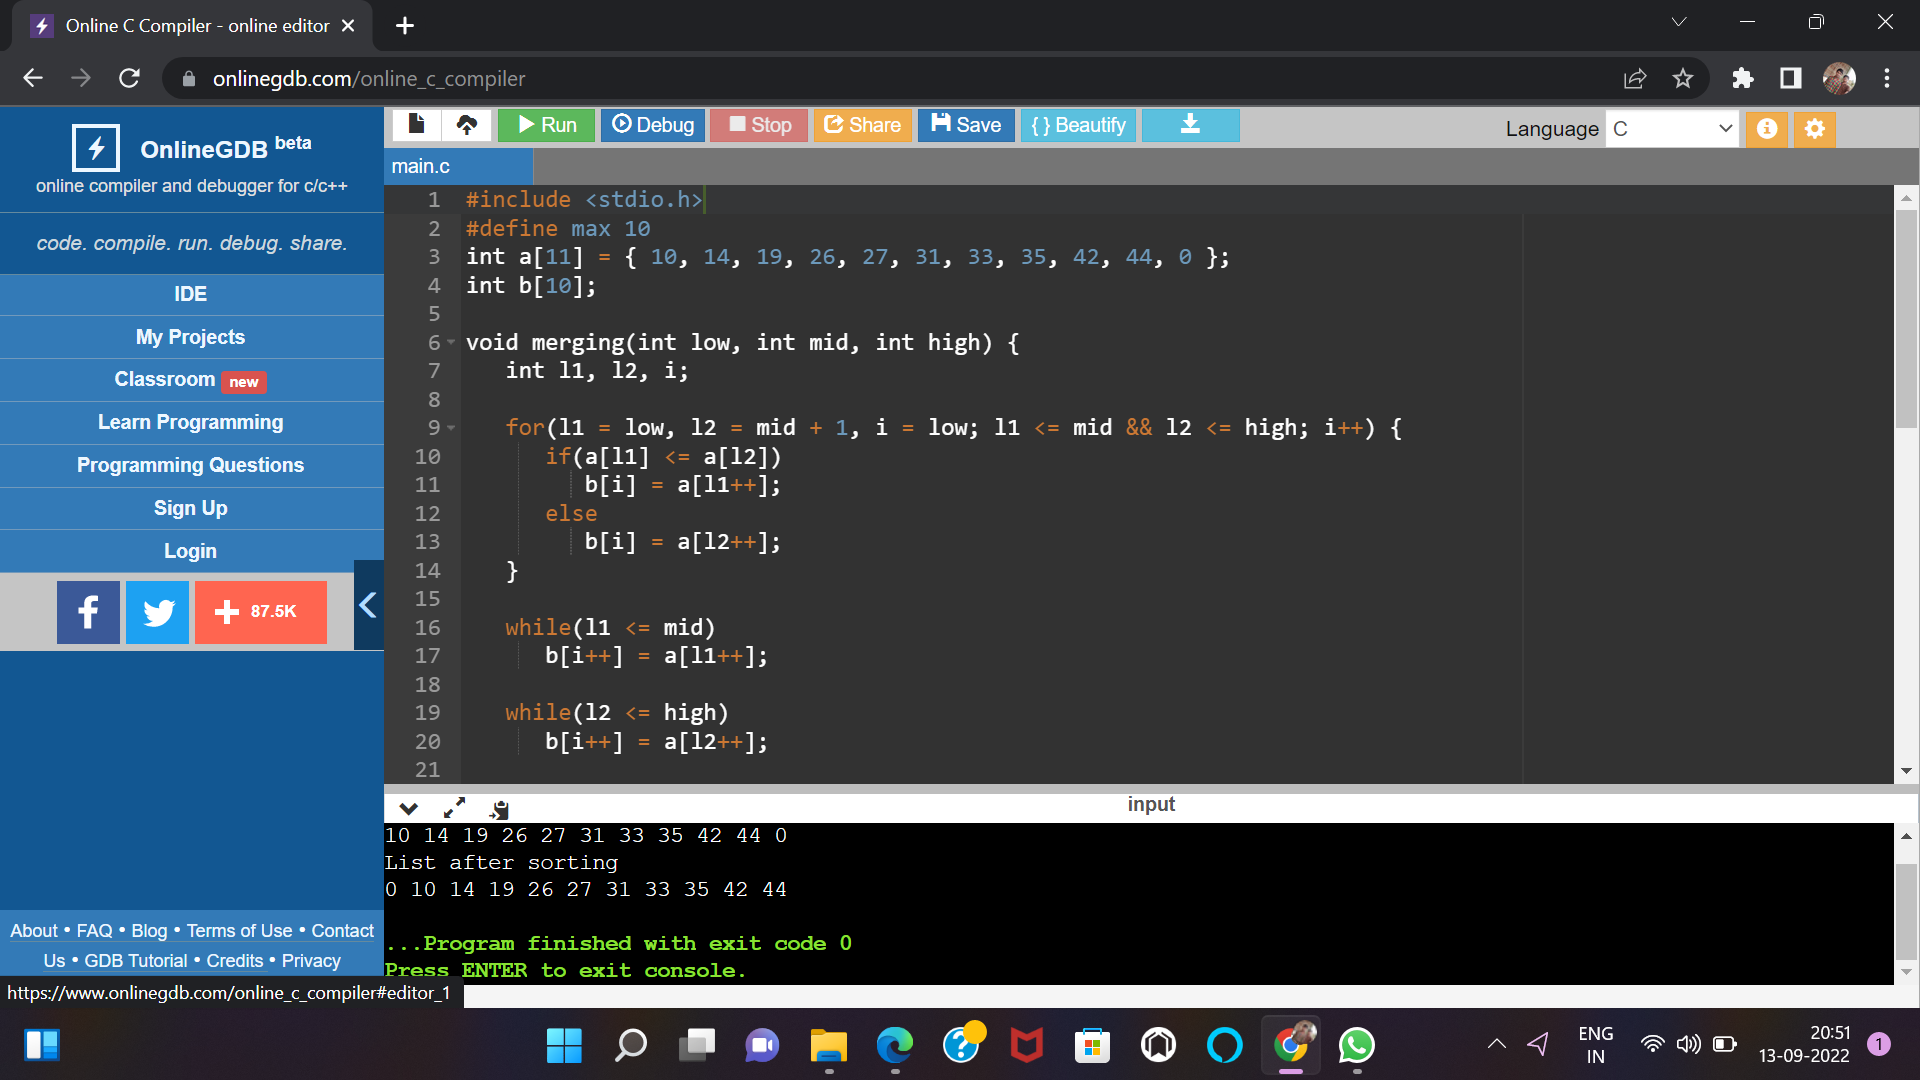 Online C Compiler - online editor
onlinegdb.com/online_c_compiler
OnlineGDB beta
online compiler and debugger for c/c++
code. compile. run. debug. share.
IDE
My Projects
Classroom new
Learn Programming
Programming Questions
Sign Up
Login
f
87.5K
About • FAQ • Blog • Terms of Use • Contact
Us • GDB Tutorial • Credits • Privacy
https://www.onlinegdb.com/online_c_compiler#editor_1
Run Debug Stop Share Save {} Beautify Language C
main.c
1 #include <stdio.h>
2 #define max 10
3 int a[11] = { 10, 14, 19, 26, 27, 31, 33, 35, 42, 44, 0 };
4 int b[10];
5
6 void merging(int low, int mid, int high) {
7 int l1, l2, i;
8
9 for(l1 = low, l2 = mid + 1, i = low; l1 <= mid && l2 <= high; i++) {
10 if(a[l1] <= a[l2])
11 b[i] = a[l1++];
12 else
13 b[i] = a[l2++];
14 }
15
16 while(l1 <= mid)
17 b[i++] = a[l1++];
18
19 while(l2 <= high)
20 b[i++] = a[l2++];
21
input
10 14 19 26 27 31 33 35 42 44 0
List after sorting
0 10 14 19 26 27 31 33 35 42 44
...Program finished with exit code 0
Press ENTER to exit console.
ENG
IN
20:51
13-09-2022
1